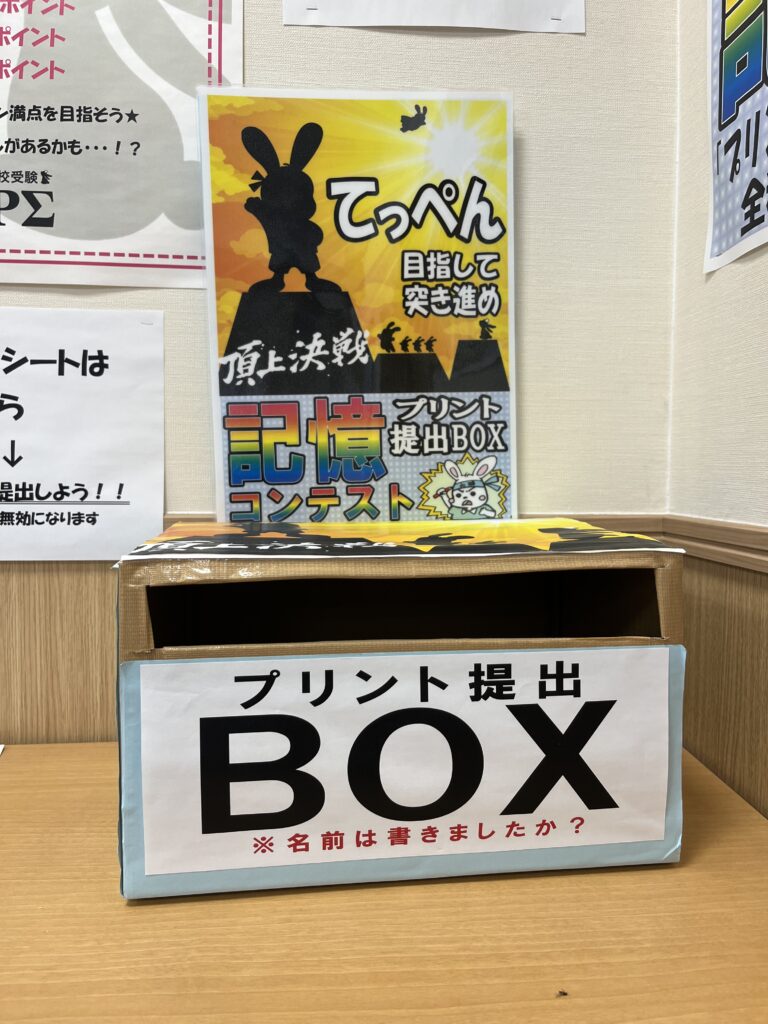 ポイント
ポイント
ポイント
ン満点を目指そう★
しがあるかも・・・！？
校受験
PΣ
シートは
ら
↓
提出しよう！！
無効になります
てっぺん
目指して
突き進め
頂上決戦
記憶
コンテスト
プリント
提出BOX
プリント提出
BOX
※名前は書きましたか？
「プリン
全